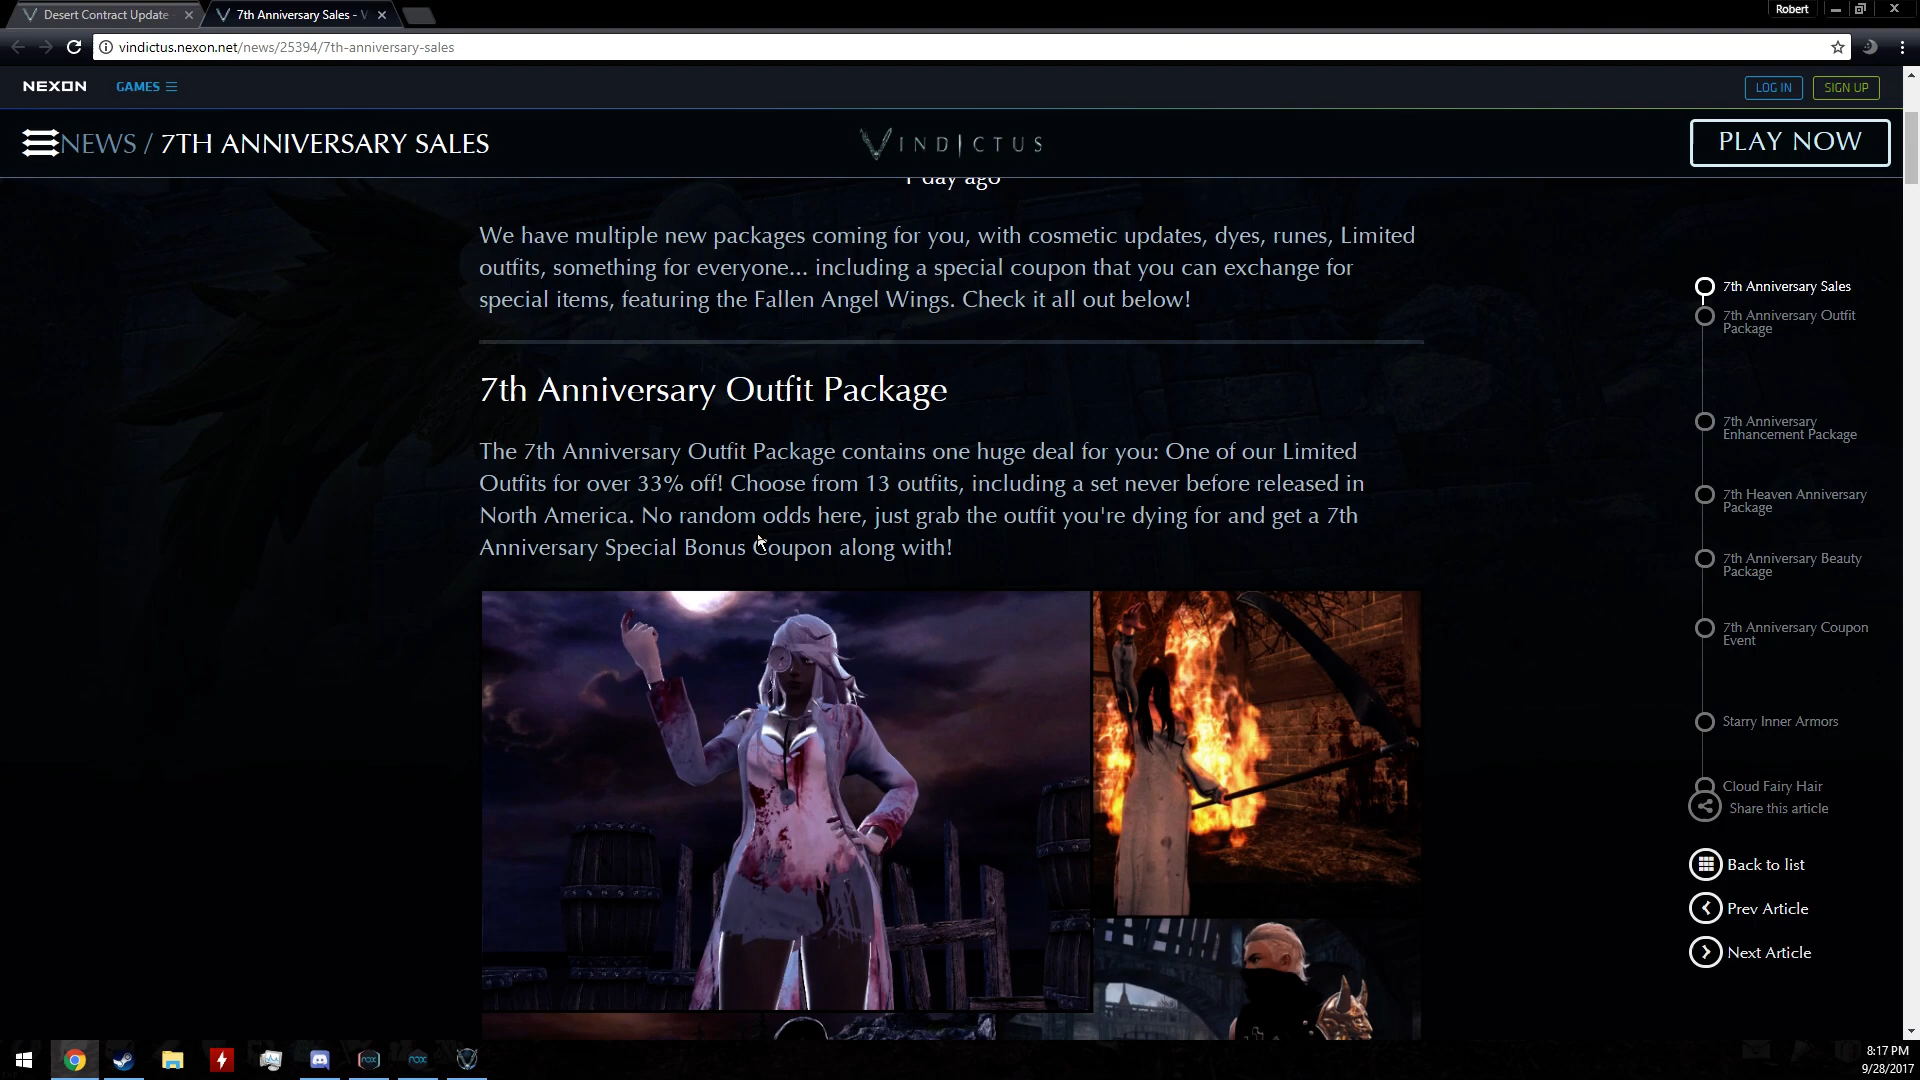 Desert Contract Update
7th Anniversary Sales - V
Robert
vindictus.nexon.net/news/25394/7th-anniversary-sales
NEXON
GAMES
LOG IN
SIGN UP
NEWS / 7TH ANNIVERSARY SALES
VINDICTUS
PLAY NOW
1 day ago
We have multiple new packages coming for you, with cosmetic updates, dyes, runes, Limited
outfits, something for everyone... including a special coupon that you can exchange for
special items, featuring the Fallen Angel Wings. Check it all out below!
7th Anniversary Outfit Package
The 7th Anniversary Outfit Package contains one huge deal for you: One of our Limited
Outfits for over 33% off! Choose from 13 outfits, including a set never before released in
North America. No random odds here, just grab the outfit you're dying for and get a 7th
Anniversary Special Bonus Coupon along with!
7th Anniversary Sales
7th Anniversary Outfit
Package
7th Anniversary
Enhancement Package
7th Heaven Anniversary
Package
7th Anniversary Beauty
Package
7th Anniversary Coupon
Event
Starry Inner Armors
Cloud Fairy Hair
Share this article
Back to list
Prev Article
Next Article
nox
nox
8:17 PM
9/28/2017